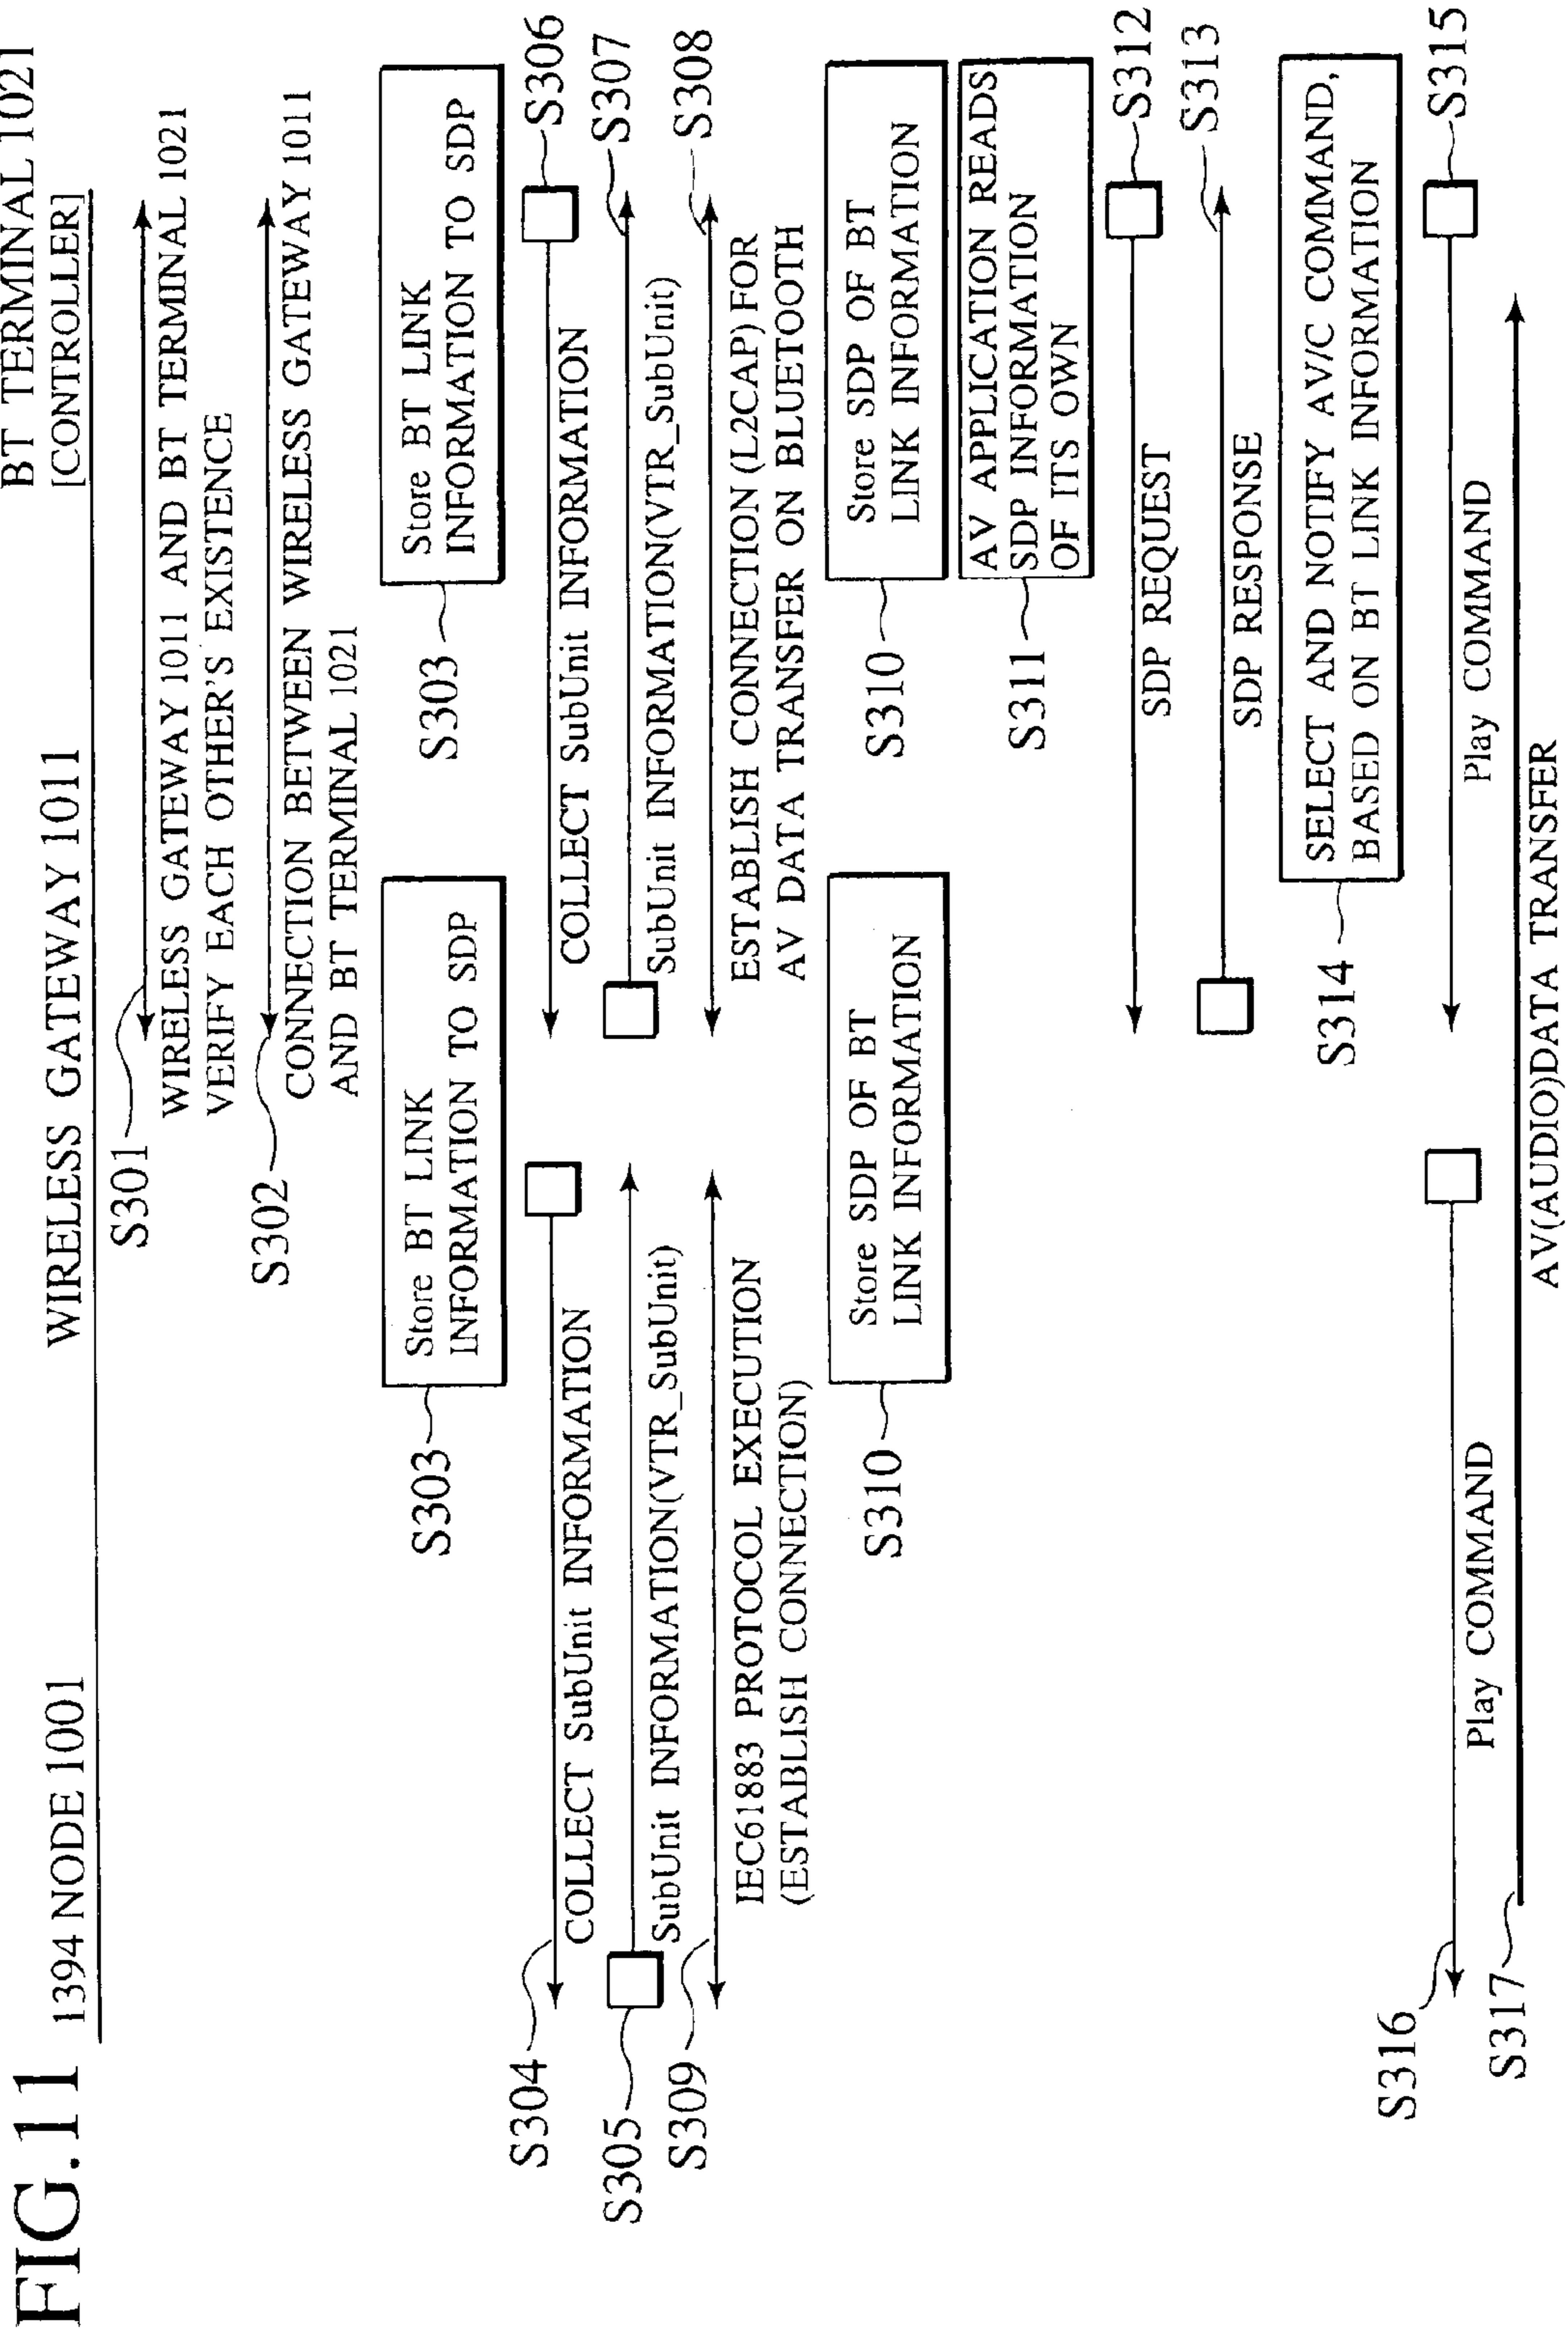 FIG.11
1394 NODE 1001
WIRELESS GATEWAY 1011
BT TERMINAL 1021
[CONTROLLER]
S301
WIRELESS GATEWAY 1011 AND BT TERMINAL 1021
VERIFY EACH OTHER'S EXISTENCE
S302
CONNECTION BETWEEN WIRELESS GATEWAY 1011
AND BT TERMINAL 1021
S303
Store BT LINK
INFORMATION TO SDP
S303
Store BT LINK
INFORMATION TO SDP
S304
COLLECT SubUnit INFORMATION
S306
COLLECT SubUnit INFORMATION
S305
SubUnit INFORMATION(VTR_SubUnit)
S307
SubUnit INFORMATION(VTR_SubUnit)
S309
IEC61883 PROTOCOL EXECUTION
(ESTABLISH CONNECTION)
S308
ESTABLISH CONNECTION (L2CAP) FOR
AV DATA TRANSFER ON BLUETOOTH
S310
Store SDP OF BT
LINK INFORMATION
S310
Store SDP OF BT
LINK INFORMATION
S311
AV APPLICATION READS
SDP INFORMATION
OF ITS OWN
S312
SDP REQUEST
S313
SDP RESPONSE
S314
SELECT AND NOTIFY AV/C COMMAND,
BASED ON BT LINK INFORMATION
S315
Play COMMAND
S316
Play COMMAND
S317
AV(AUDIO)DATA TRANSFER